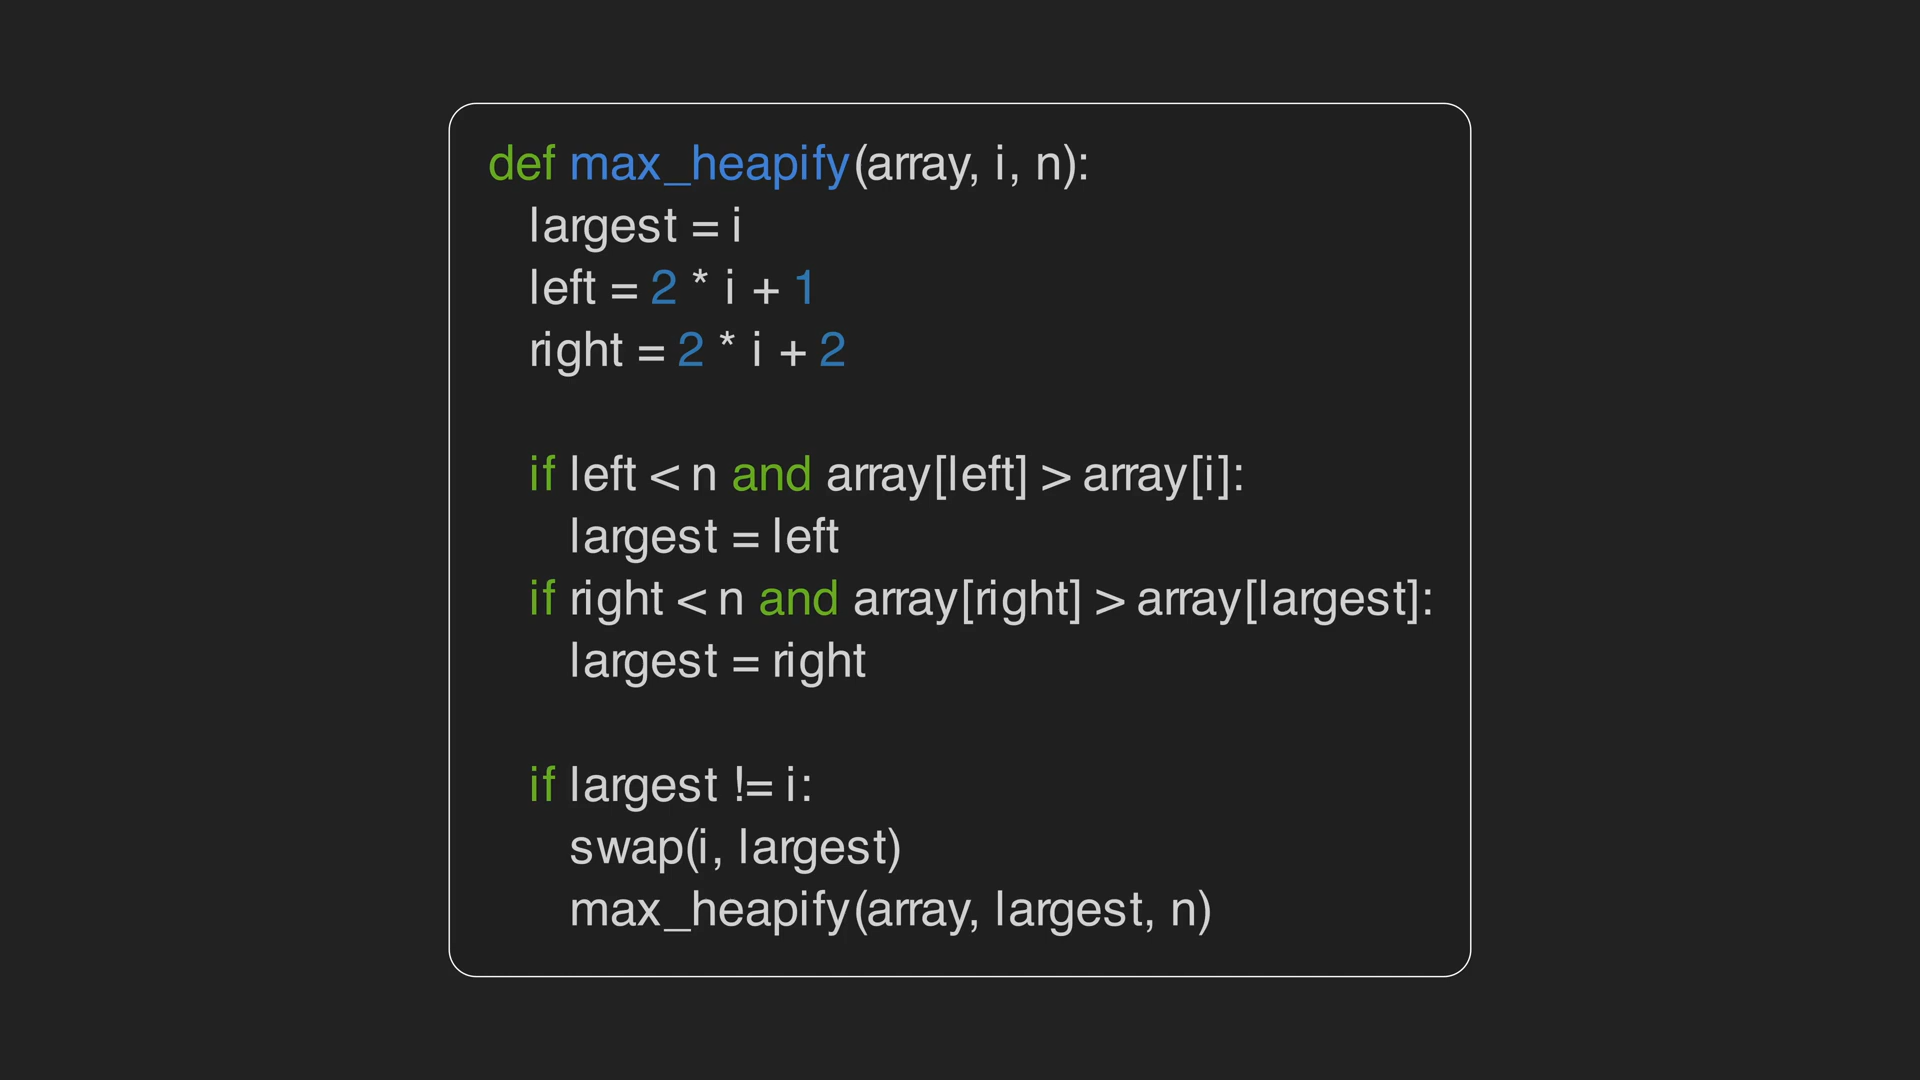 def max_heapify(array, i, n):
largest = i
left = 2 * i + 1
right = 2 * i + 2
if left < n and array[left] > array[i]:
largest = left
if right < n and array[right] > array[largest]:
largest = right
if largest != i:
swap(i, largest)
max_heapify(array, largest, n)